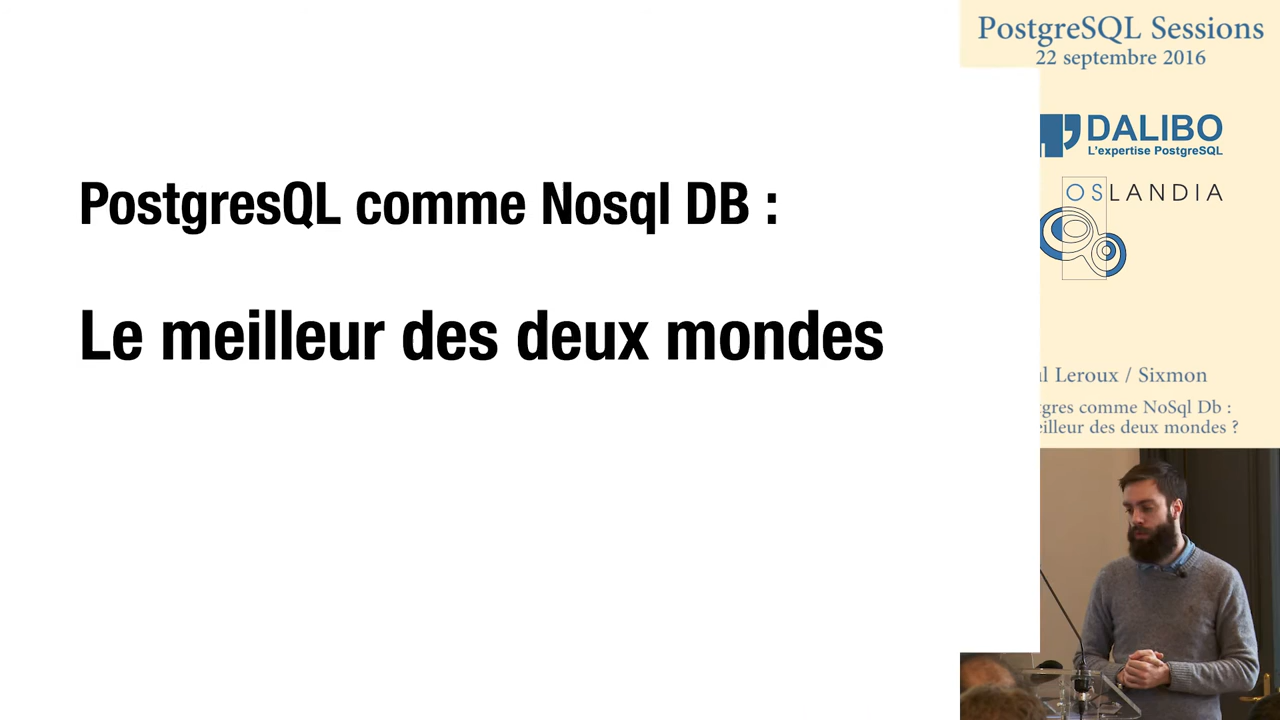 PostgreSQL Sessions
22 septembre 2016
DALIBO
L'expertise PostgreSQL
OSLANDIA
PostgresQL comme Nosql DB :
Le meilleur des deux mondes
Leroux / Sixmon
comme NoSql Db :
des deux mondes ?